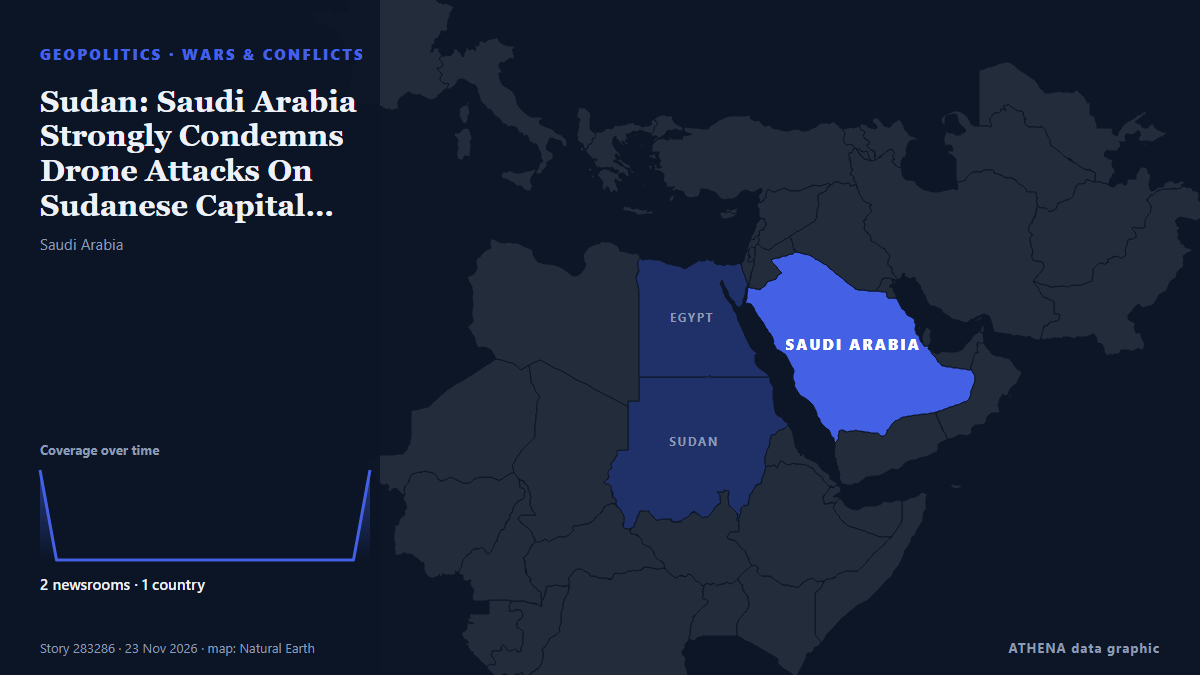 GEOPOLITICS · WARS & CONFLICTS
Sudan: Saudi Arabia
Strongly Condemns
Drone Attacks On
Sudanese Capital...
Saudi Arabia
EGYPT
SAUDI ARABIA
SUDAN
Coverage over time
2 newsrooms · 1 country
Story 283286 · 23 Nov 2026 · map: Natural Earth
ATHENA data graphic